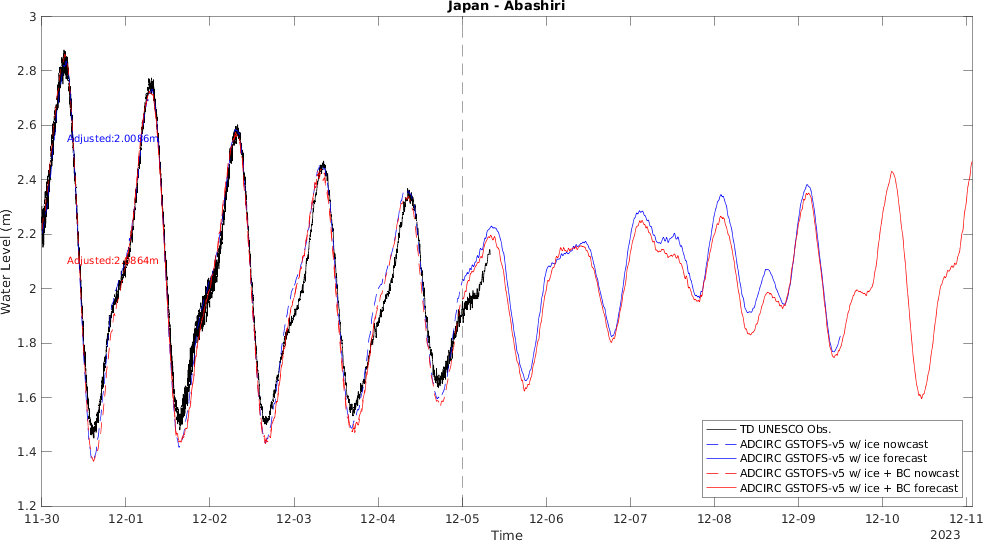 Japan - Abashiri
3
2.8
2.6
2.4
2.2
2
1.8
1.6
1.4
1.2
Water Level (m)
Adjusted:2.0086m
11-30
12-01
12-02
12-03
12-04
12-05
12-06
12-07
12-08
12-09
12-10
12-11
Time
2023
TD UNESCO Obs.
ADCIRC GSTOFS-v5 w/ ice nowcast
ADCIRC GSTOFS-v5 w/ ice forecast
ADCIRC GSTOFS-v5 w/ ice + BC nowcast
ADCIRC GSTOFS-v5 w/ ice + BC forecast